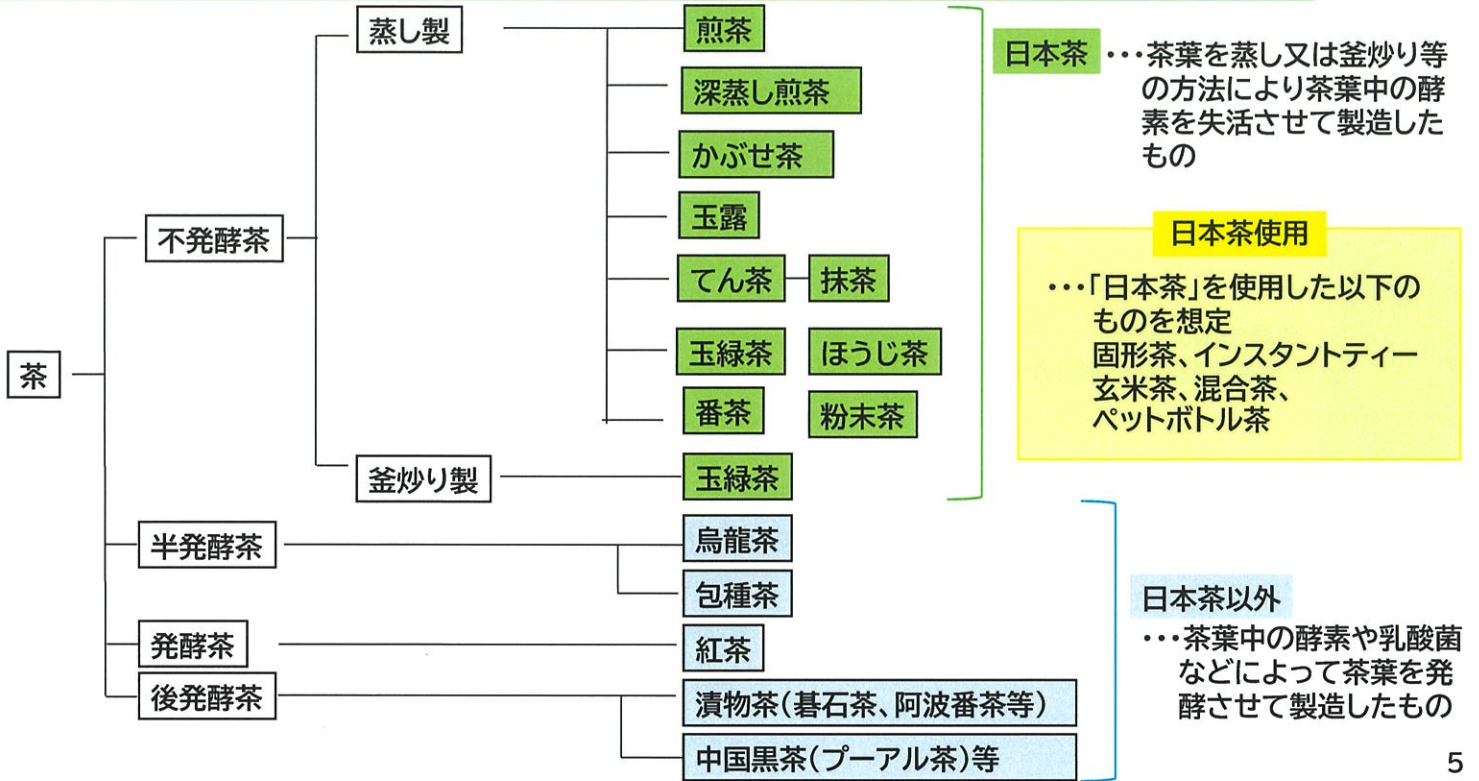 茶
不発酵茶
蒸し製
煎茶
深蒸し煎茶
かぶせ茶
玉露
てん茶
抹茶
玉緑茶
ほうじ茶
番茶
粉末茶
釜炒り製
玉緑茶
半発酵茶
烏龍茶
包種茶
発酵茶
紅茶
後発酵茶
漬物茶(碁石茶、阿波番茶等)
中国黒茶(プーアル茶)等
日本茶 ・・・茶葉を蒸し又は釜炒り等
の方法により茶葉中の酵
素を失活させて製造した
もの
日本茶使用
・・・「日本茶」を使用した以下の
ものを想定
固形茶、インスタントティー
玄米茶、混合茶、
ペットボトル茶
日本茶以外
・・・茶葉中の酵素や乳酸菌
などによって茶葉を発
酵させて製造したもの
5